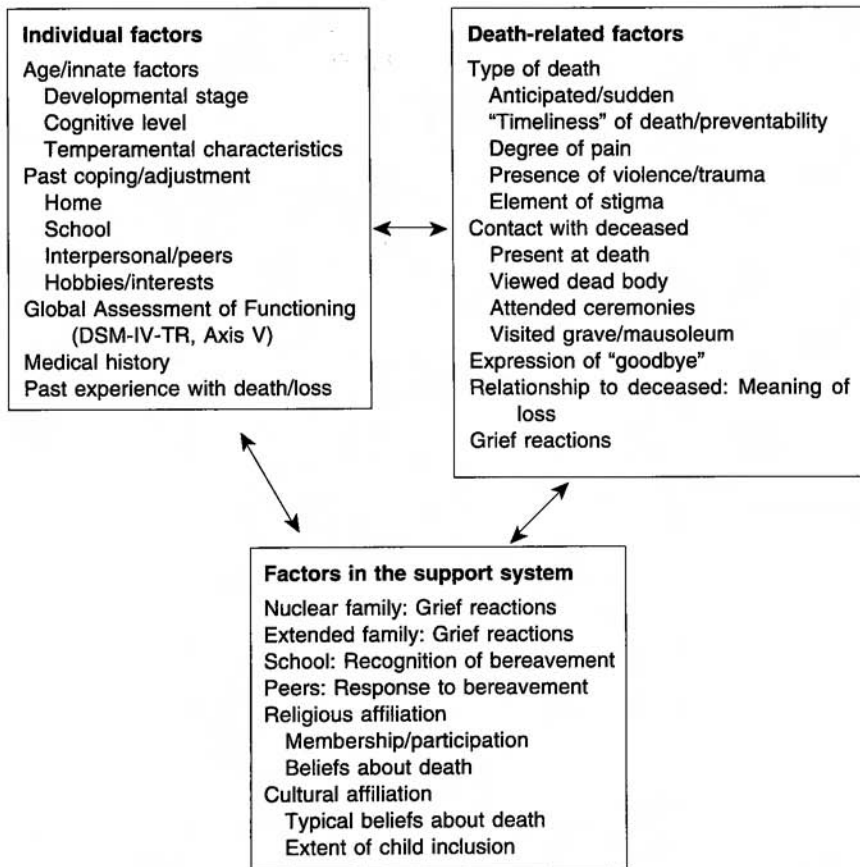 Individual factors
Age/innate factors
Developmental stage
Cognitive level
Temperamental characteristics
Past coping/adjustment
Home
School
Interpersonal/peers
Hobbies/interests
Global Assessment of Functioning
(DSM-IV-TR, Axis V)
Medical history
Past experience with death/loss
Death-related factors
Type of death
Anticipated/sudden
"Timeliness" of death/preventability
Degree of pain
Presence of violence/trauma
Element of stigma
Contact with deceased
Present at death
Viewed dead body
Attended ceremonies
Visited grave/mausoleum
Expression of "goodbye"
Relationship to deceased: Meaning of
loss
Grief reactions
Factors in the support system
Nuclear family: Grief reactions
Extended family: Grief reactions
School: Recognition of bereavement
Peers: Response to bereavement
Religious affiliation
Membership/participation
Beliefs about death
Cultural affiliation
Typical beliefs about death
Extent of child inclusion